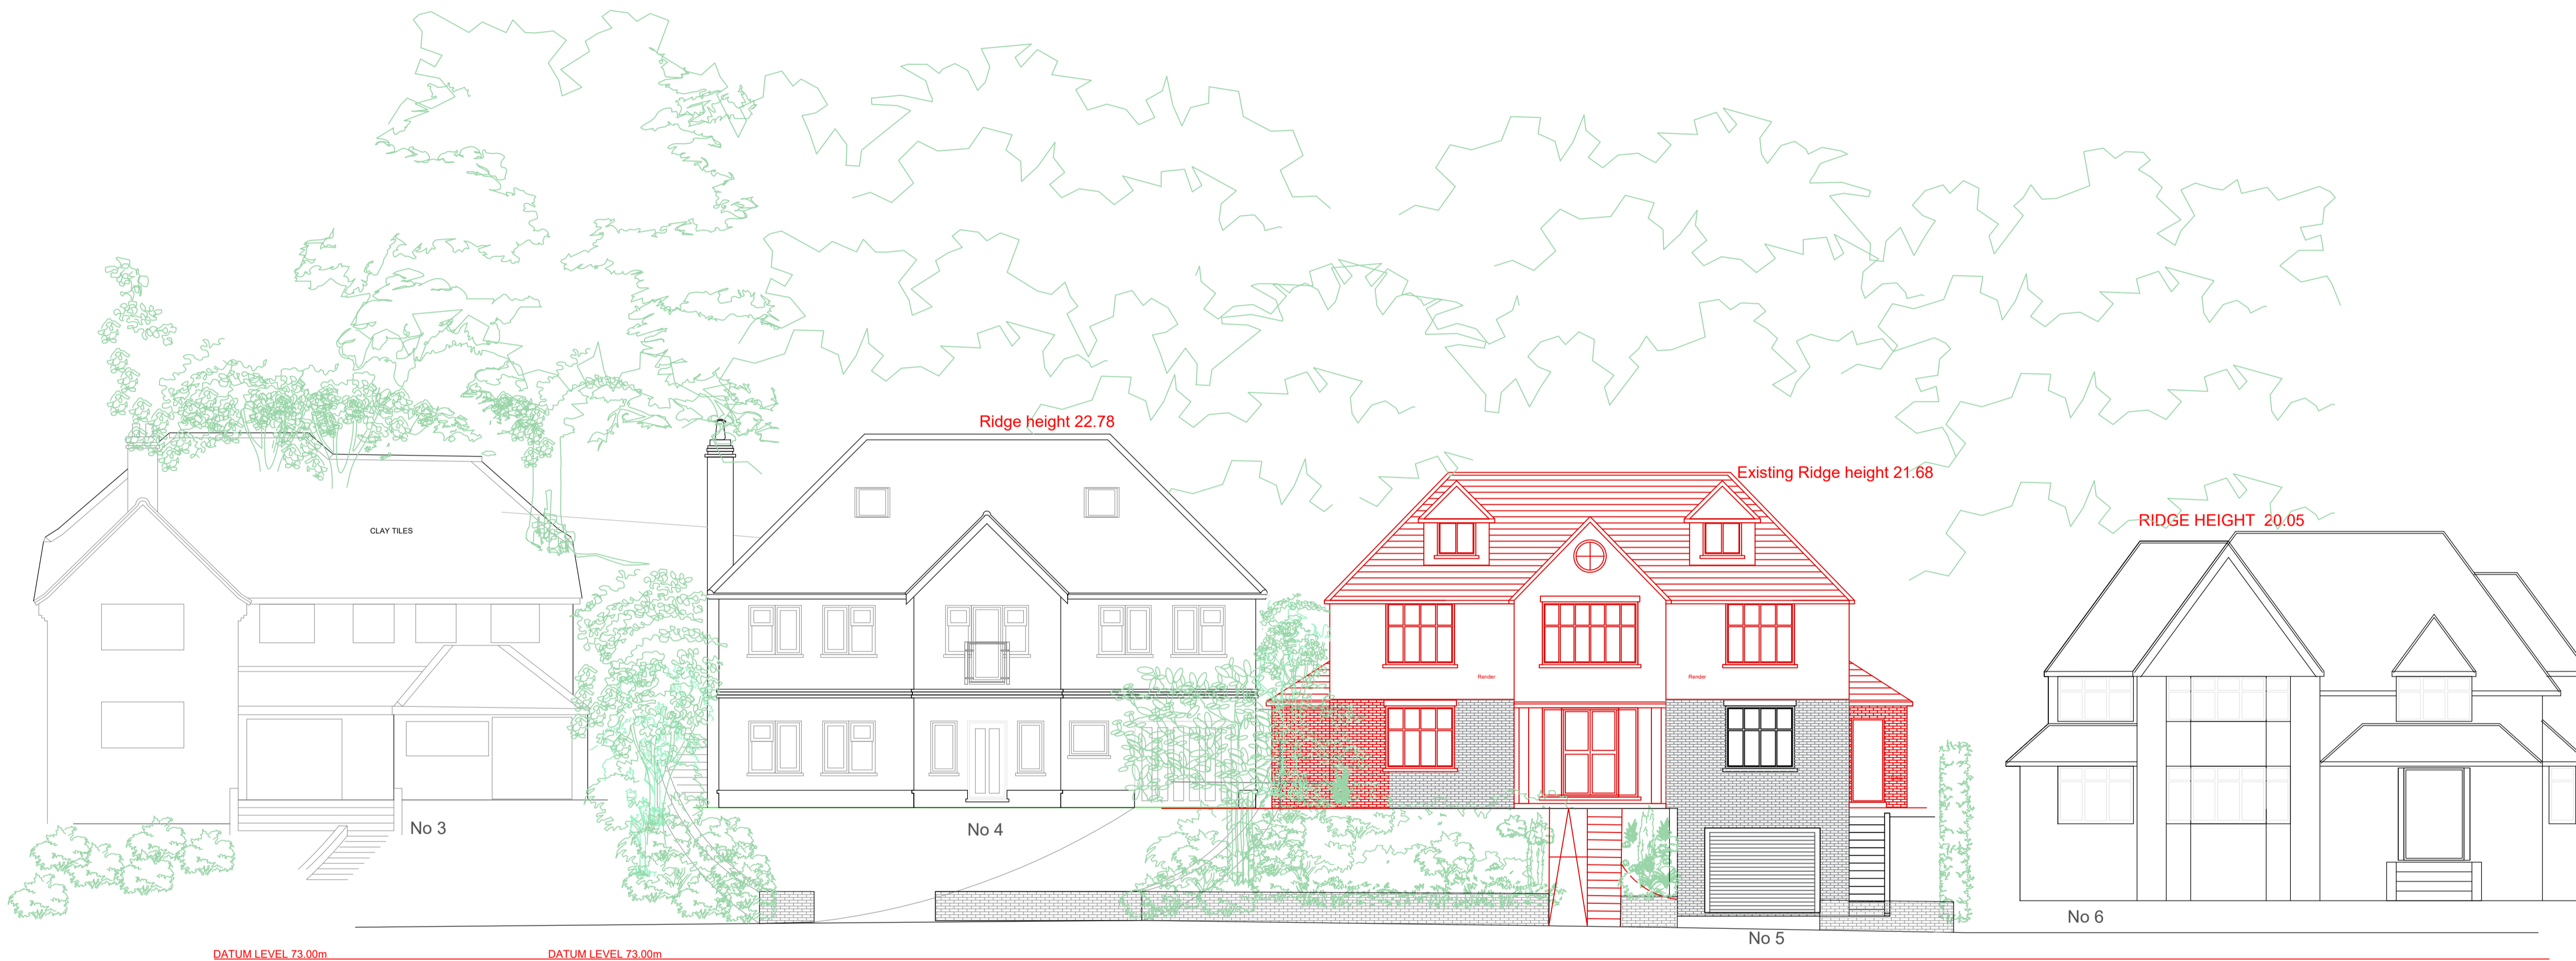 Ridge height 22.78
Existing Ridge height 21.68
RIDGE HEIGHT  20.05
CLAY TILES
Render
Render
No 3
No 4
No 5
No 6
DATUM LEVEL 73.00m
DATUM LEVEL 73.00m